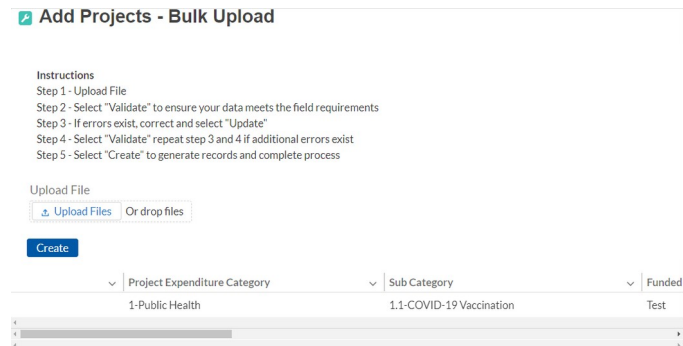 Add Projects - Bulk Upload
Instructions
Step 1 - Upload File
Step 2 - Select "Validate" to ensure your data meets the field requirements
Step 3 - If errors exist, correct and select "Update"
Step 4 - Select "Validate" repeat step 3 and 4 if additional errors exist
Step 5 - Select "Create" to generate records and complete process
Upload File
Upload Files Or drop files
Create
Project Expenditure Category Sub Category Funded
1-Public Health 1.1-COVID-19 Vaccination Test